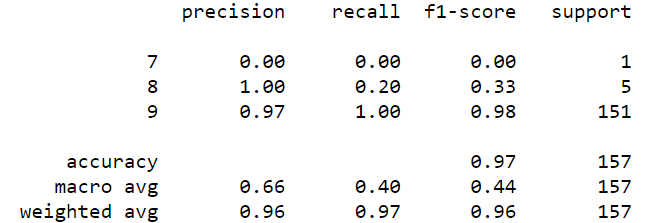 precision recall f1-score support
7 0.00 0.00 0.00 1
8 1.00 0.20 0.33 5
9 0.97 1.00 0.98 151
accuracy 0.97 157
macro avg 0.66 0.40 0.44 157
weighted avg 0.96 0.97 0.96 157